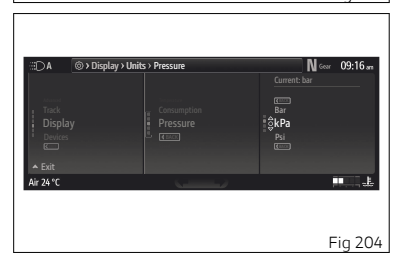 A Display › Units › Pressure N Gear 09:16 am
Current: bar
Track
Display
Devices
Consumption
Pressure
Bar
kPa
Psi
Exit
Air 24 °C
Fig 204